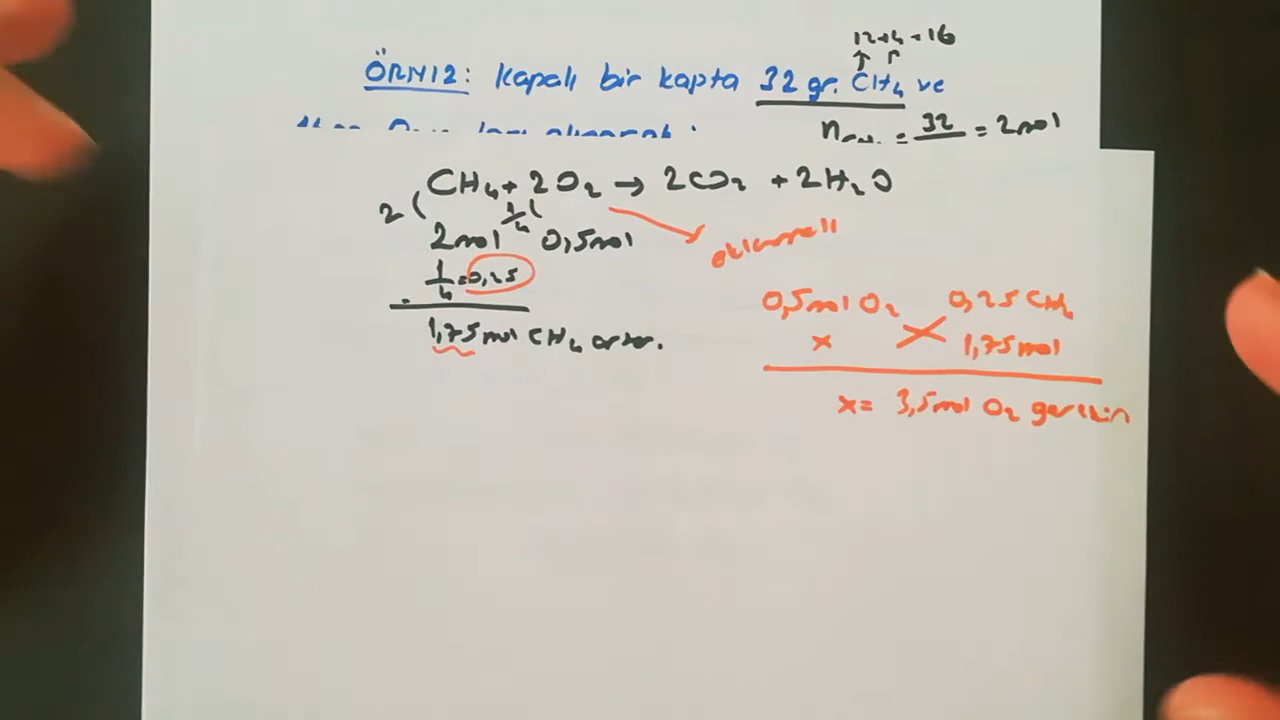 12+4=16
ÖRN12: Kapalı bir kapta 32 gr. CH₄ ve
n = 32 = 2mol
CH₄ + 2O₂ → 2CO₂ + 2H₂O
2 ( 1/4 (
2mol 0,5mol
- 1/4 = 0,25
1,75mol CH₄ artar.
0,5mol O₂ 0,25 CH₄
x 1,75mol
x = 3,5mol O₂ gereklin